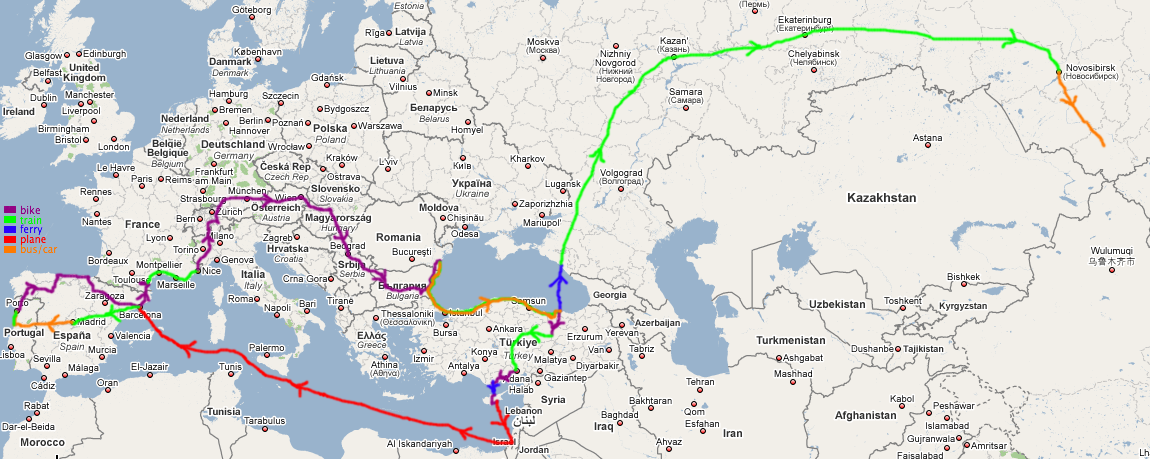 Göteborg
Estonia
(Пермь)
Ekaterinburg
(Екатеринбург)
Rīga
Latvija
Latvia
Moskva
(Москва)
Nizhniy
Novgorod
(Нижний
Новгород)
Kazan'
(Казань)
Chelyabinsk
(Челябинск)
Novosibirsk
(Новосибирск)
Glasgow
Edinburgh
United
Kingdom
København
Danmark
Denmark
Lietuva
Lithuania
Vilnius
Minsk
Samara
(Самара)
Belfast
Dublin
Ireland
Manchester
Liverpool
Birmingham
Bristol
London
Gdańsk
Hamburg
Szczecin
Bremen
Bydgoszcz
Беларусь
Belarus
Homyel
Nederland
Netherlands
Berlin
Poznań
Hannover
Polska
Poland
Warszawa
Wrocław
Astana
België
Belgique
Belgium
Deutschland
Germany
Kraków
Ostrava
L'viv
Київ
Kharkov
Lugansk
Volgograd
(Волгоград)
Le Havre
Frankfurt
am Main
Česká Rep
Czech Rep
Paris
Reims
Slovensko
Slovakia
Україна
Ukraine
Zaporizhzhia
Mariupol'
Kazakhstan
Rennes
Strasbourg
München
Wien
Österreich
Austria
Magyarország
Hungary
Moldova
Chişinău
Odesa
bike
train
ferry
plane
bus/car
Nantes
France
Bern
Zürich
Lyon
Milano
Torino
Zagreb
Hrvatska
Croatia
Beograd
Srbija
Serbia
Romania
Bucureşti
Wulumuqi
乌鲁木齐市
Bordeaux
Genova
Montpellier
Toulouse
Marseille
Nice
Italia
Italy
Crna Gora
България
Bulgaria
Bishkek
Kyrgyzstan
Porto
Zaragoza
Barcelona
Roma
Napoli
Bari
Tiranë
Thessaloniki
(Θεσσαλονίκη)
Istanbul
Samsun
Georgia
Uzbekistan
Toshkent
Portugal
Madrid
España
Spain
Valencia
Ελλάς
Greece
Bursa
Ankara
Türkiye
Turkey
Erzurum
Yerevan
Azerbaijan
Turkmenistan
Dushanbe
Tajikistan
Lisboa
Sevilla
Murcia
Málaga
Cádiz
El-Jazair
Oran
Palermo
Tunis
Athina
(Αθήνα)
İzmir
Konya
Antalya
Malatya
Van
Diyarbakir
Gaziantep
Adana
Halab
Tabriz
Ashgabat
Mashhad
Tehran
Rabat
Dar-el-Beida
Morocco
Tunisia
Tarabulus
Lebanon
لبنان
Syria
Israel
Jordan
Al Iskandariyah
Baghdad
Iraq
Bakhtaran
Qom
Esfahan
Ahvaz
Iran
Afghanistan
Kabol
Peshawar
Islamabad
Gujranwala
Amritsar
Faisalabad
Lh